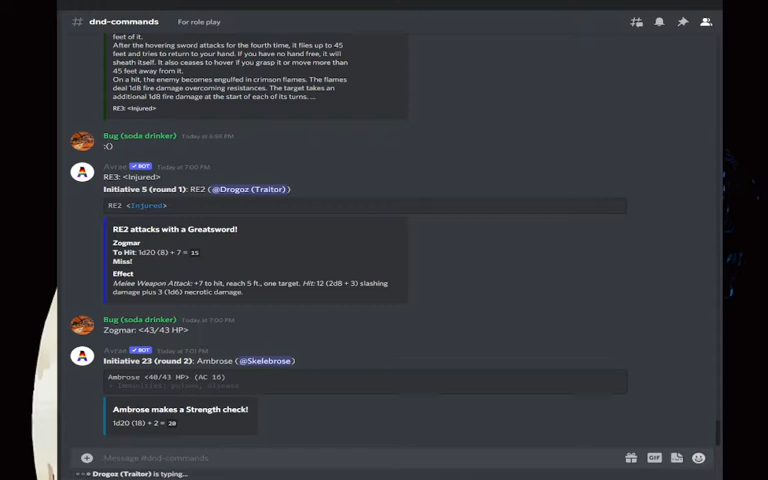 # dnd-commands For role play
feet of it.
After the hovering sword attacks for the fourth time, it flies up to 45
feet and tries to return to your hand. If you have no hand free, it will
sheath itself. It also ceases to hover if you grasp it or move more than
45 feet away from it.
On a hit, the enemy becomes engulfed in crimson flames. The flames
deal 1d8 fire damage overcoming resistances. The target takes an
additional 1d8 fire damage at the start of each of its turns. ...
RE3: <Injured>
Bug (soda drinker) Today at 6:58 PM
:()
Avrae ✓ BOT Today at 7:00 PM
RE3: <Injured>
Initiative 5 (round 1): RE2 (@Drogoz (Traitor))
RE2 <Injured>
RE2 attacks with a Greatsword!
Zogmar
To Hit: 1d20 (8) + 7 = 15
Miss!
Effect
Melee Weapon Attack: +7 to hit, reach 5 ft., one target. Hit: 12 (2d8 + 3) slashing
damage plus 3 (1d6) necrotic damage.
Bug (soda drinker) Today at 7:00 PM
Zogmar: <43/43 HP>
Avrae ✓ BOT Today at 7:01 PM
Initiative 23 (round 2): Ambrose (@Skelebrose)
Ambrose <40/43 HP> (AC 16)
Ambrose makes a Strength check!
1d20 (18) + 2 = 20
Message #dnd-commands
GIF
Drogoz (Traitor) is typing...